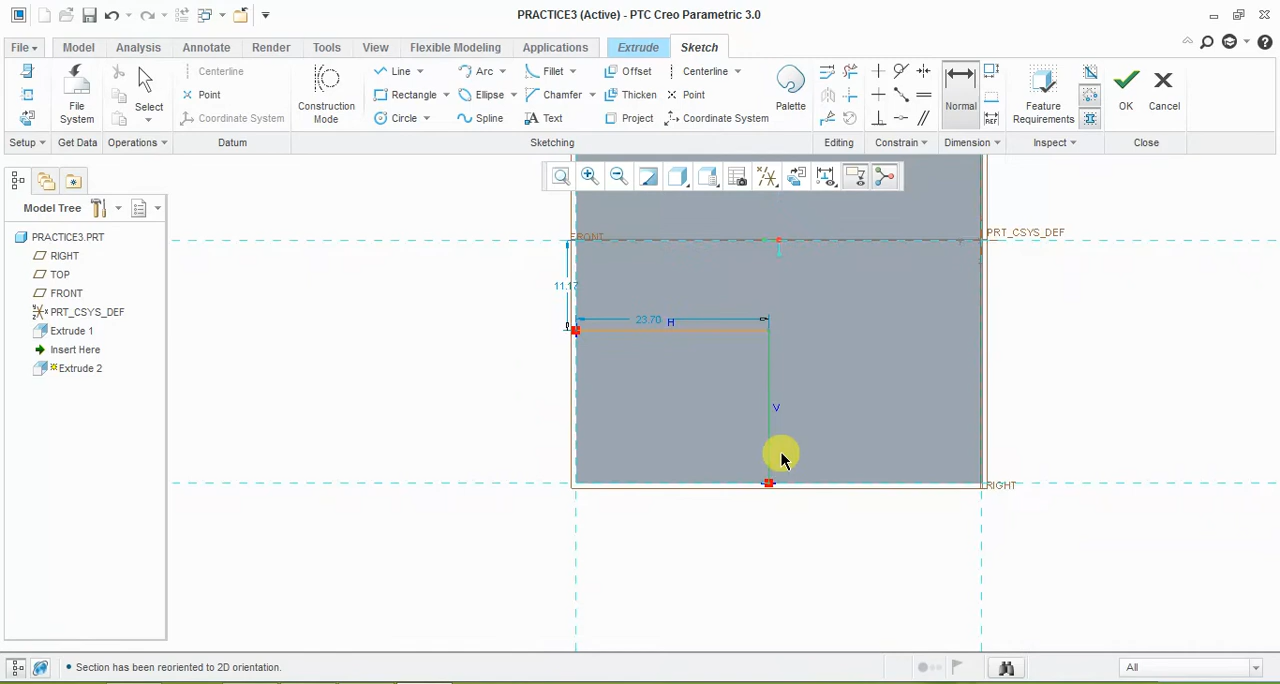 PRACTICE3 (Active) - PTC Creo Parametric 3.0
File Model Analysis Annotate Render Tools View Flexible Modeling Applications Extrude Sketch
Centerline Line Arc Fillet Offset Centerline
Point Rectangle Ellipse Chamfer Thicken Point
Coordinate System Circle Spline Text Project Coordinate System
File System
Select
Construction Mode
Palette
Normal
Feature Requirements
OK
Cancel
Setup Get Data Operations Datum Sketching Editing Constrain Dimension Inspect Close
Model Tree
PRACTICE3.PRT
RIGHT
TOP
FRONT
PRT_CSYS_DEF
Extrude 1
Insert Here
Extrude 2
FRONT
PRT_CSYS_DEF
11.17
23.70 H
V
RIGHT
Section has been reoriented to 2D orientation.
All